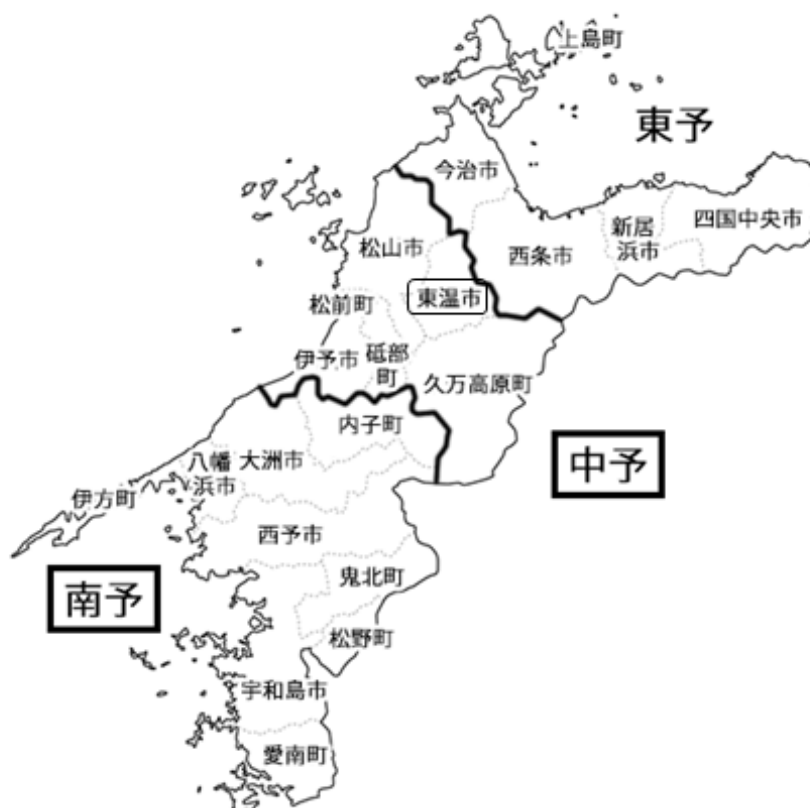 上島町
東予
今治市
四国中央市
新居
浜市
松山市
西条市
東温市
松前町
砥部
町
伊予市
久万高原町
内子町
中予
八幡
浜市
大洲市
伊方町
西予市
鬼北町
南予
松野町
宇和島市
愛南町